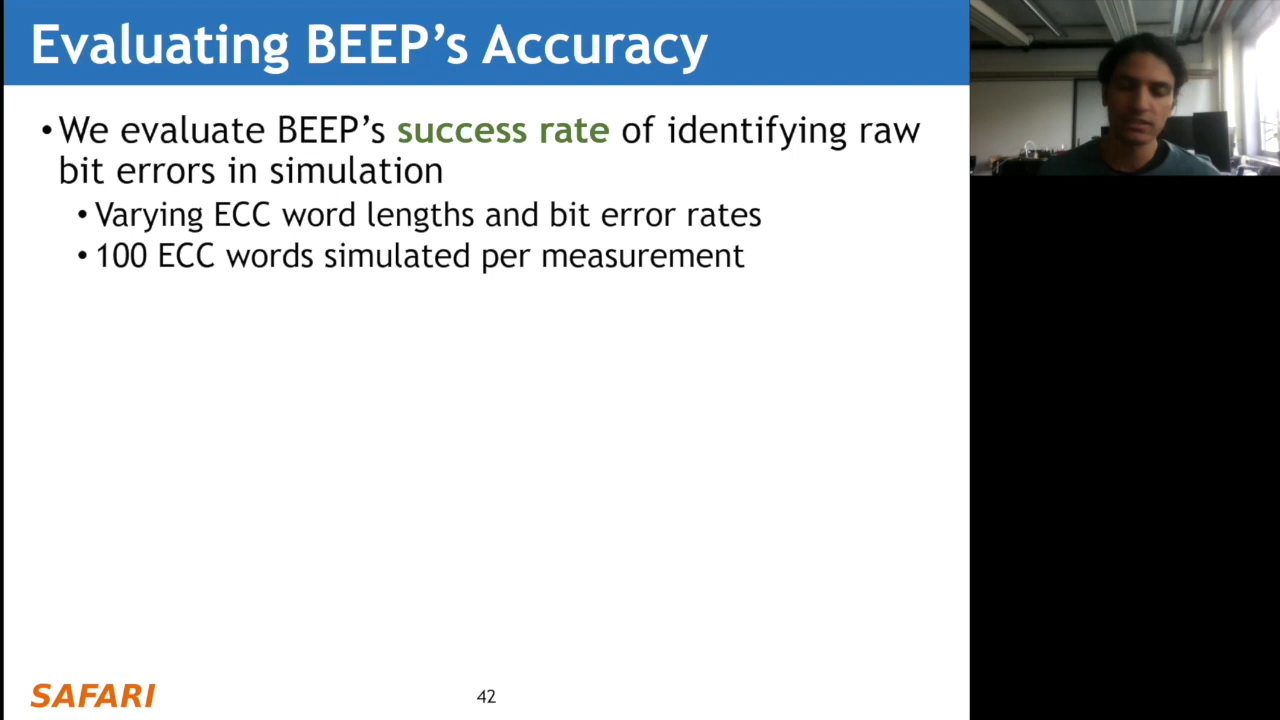 Evaluating BEEP's Accuracy
• We evaluate BEEP's success rate of identifying raw
bit errors in simulation
• Varying ECC word lengths and bit error rates
• 100 ECC words simulated per measurement
SAFARI
42